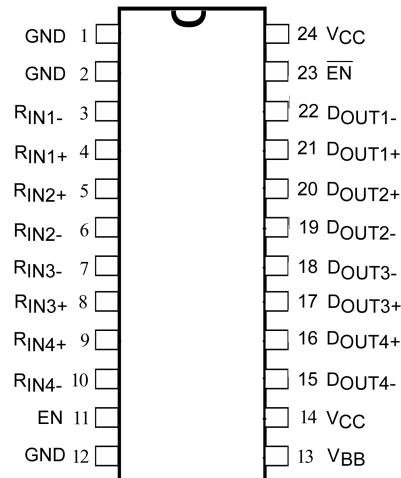 GND 1 24 VCC
GND 2 23 E̅N̅
RIN1- 3 22 DOUT1-
RIN1+ 4 21 DOUT1+
RIN2+ 5 20 DOUT2+
RIN2- 6 19 DOUT2-
RIN3- 7 18 DOUT3-
RIN3+ 8 17 DOUT3+
RIN4+ 9 16 DOUT4+
RIN4- 10 15 DOUT4-
EN 11 14 VCC
GND 12 13 VBB